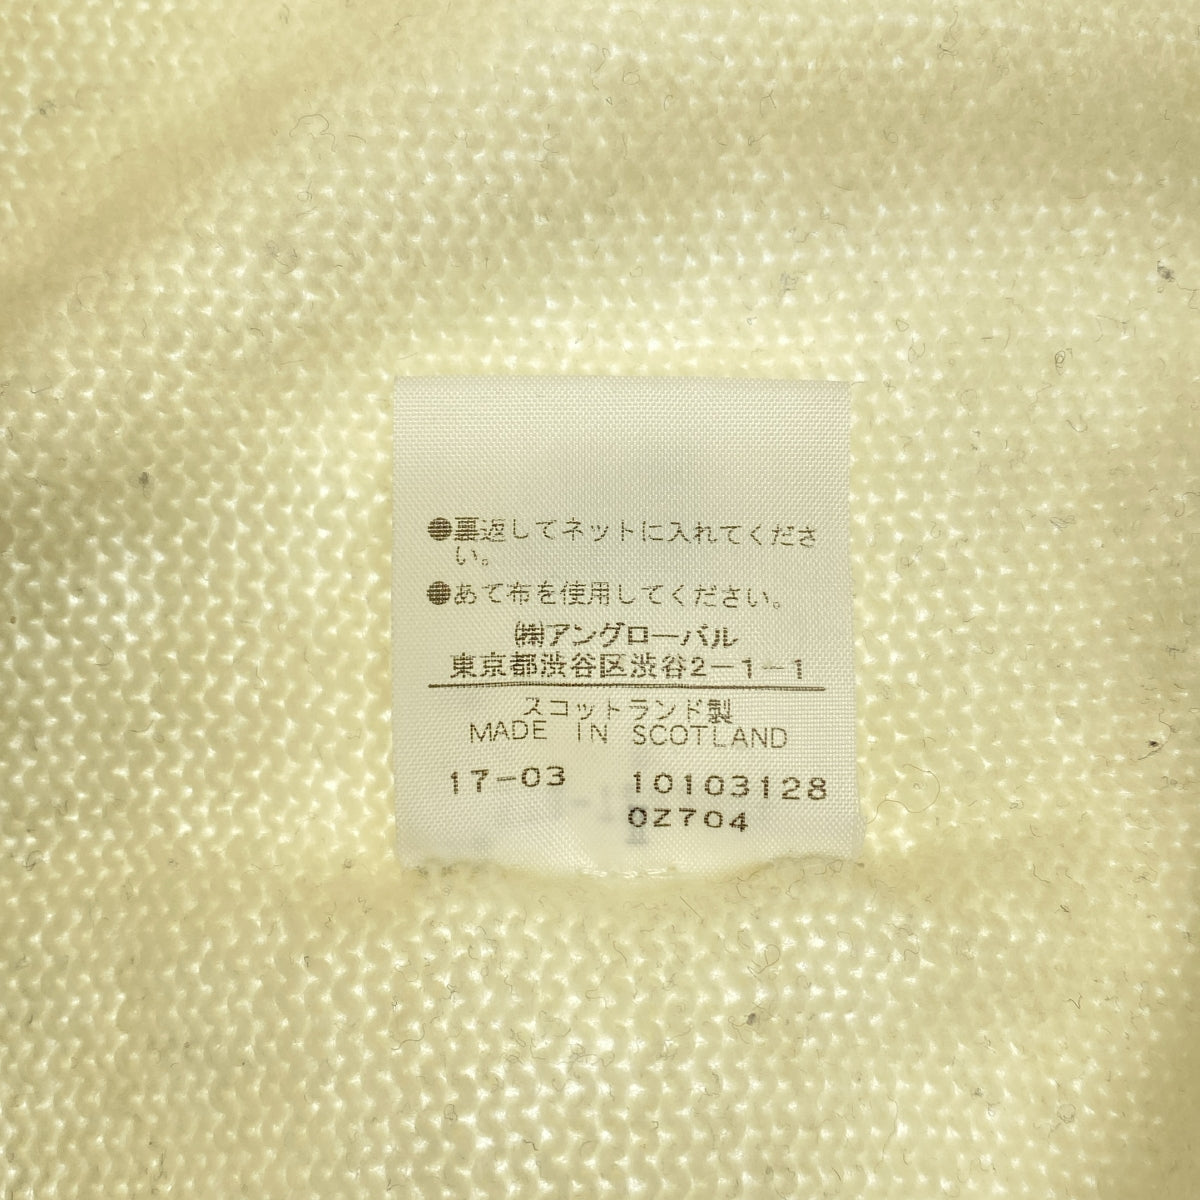 ●裏返してネットに入れてくださ
い。
●あて布を使用してください。
㈱アングローバル
東京都渋谷区渋谷2-1-1
スコットランド製
MADE IN SCOTLAND
17-03 10103128
0Z704